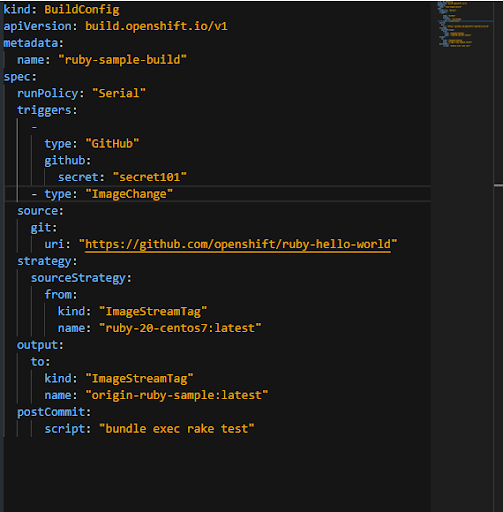 kind: BuildConfig
apiVersion: build.openshift.io/v1
metadata:
  name: "ruby-sample-build"
spec:
  runPolicy: "Serial"
  triggers:
    -
      type: "GitHub"
      github:
        secret: "secret101"
    - type: "ImageChange"
  source:
    git:
      uri: "https://github.com/openshift/ruby-hello-world"
  strategy:
    sourceStrategy:
      from:
        kind: "ImageStreamTag"
        name: "ruby-20-centos7:latest"
  output:
    to:
      kind: "ImageStreamTag"
      name: "origin-ruby-sample:latest"
  postCommit:
      script: "bundle exec rake test"